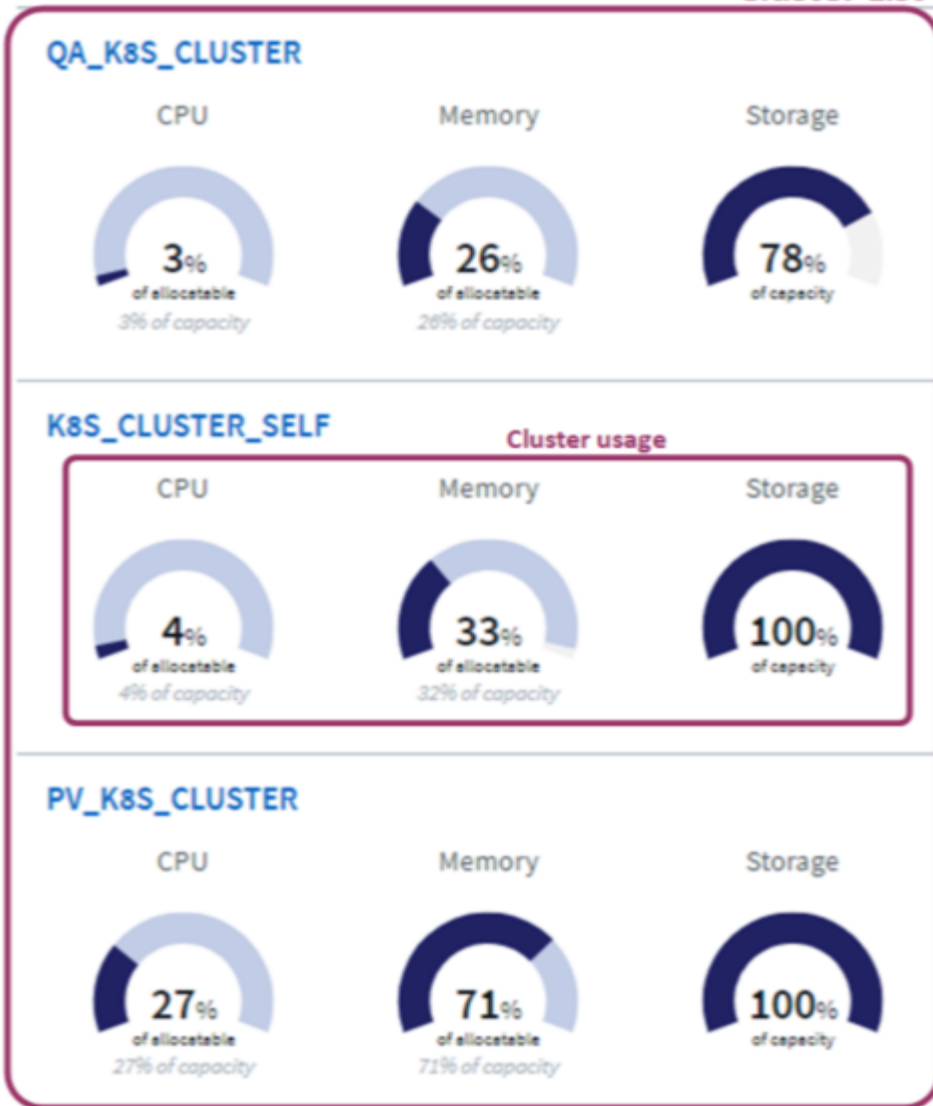 QA_K8S_CLUSTER
CPU Memory Storage
3% 26% 78%
of allocatable of allocatable of capacity
3% of capacity 26% of capacity
K8S_CLUSTER_SELF
Cluster usage
CPU Memory Storage
4% 33% 100%
of allocatable of allocatable of capacity
4% of capacity 32% of capacity
PV_K8S_CLUSTER
CPU Memory Storage
27% 71% 100%
of allocatable of allocatable of capacity
27% of capacity 71% of capacity